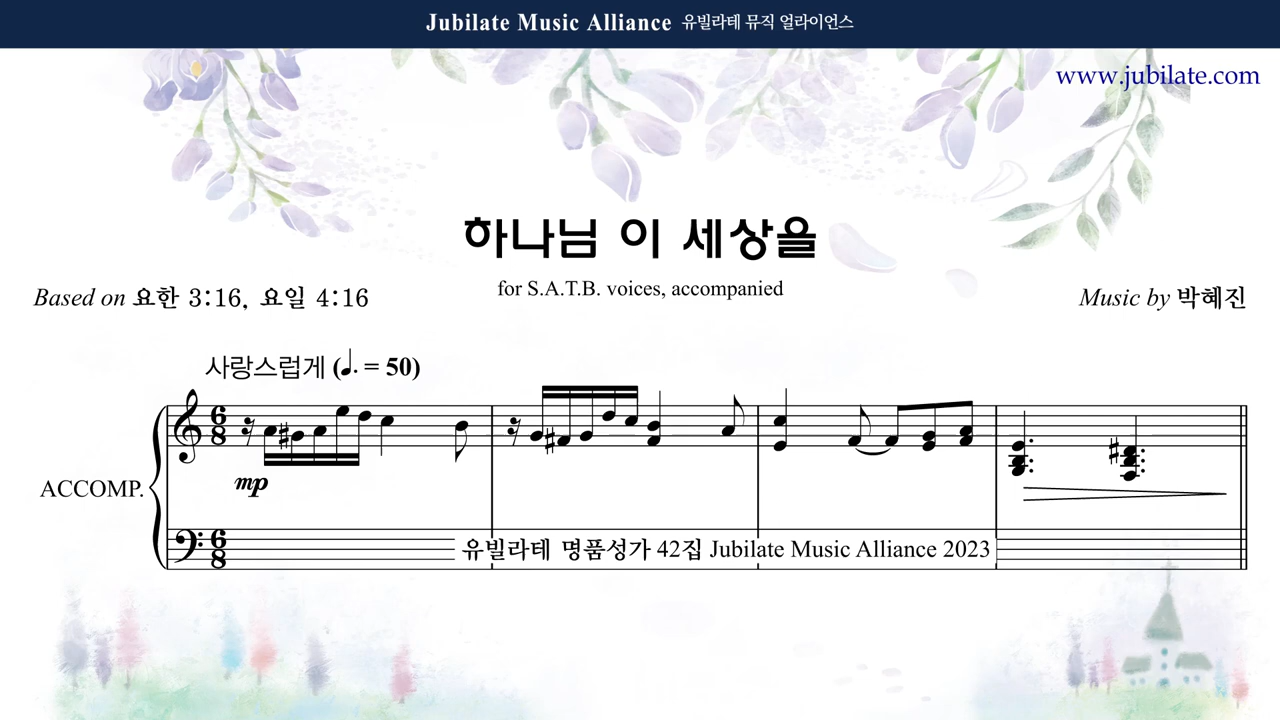 Jubilate Music Alliance 유빌라테 뮤직 얼라이언스
www.jubilate.com
하나님 이 세상을
for S.A.T.B. voices, accompanied
Based on 요한 3:16, 요일 4:16
Music by 박혜진
사랑스럽게 (♩. = 50)
6
8
mp
ACCOMP.
6
8
유빌라테 명품성가 42집 Jubilate Music Alliance 2023